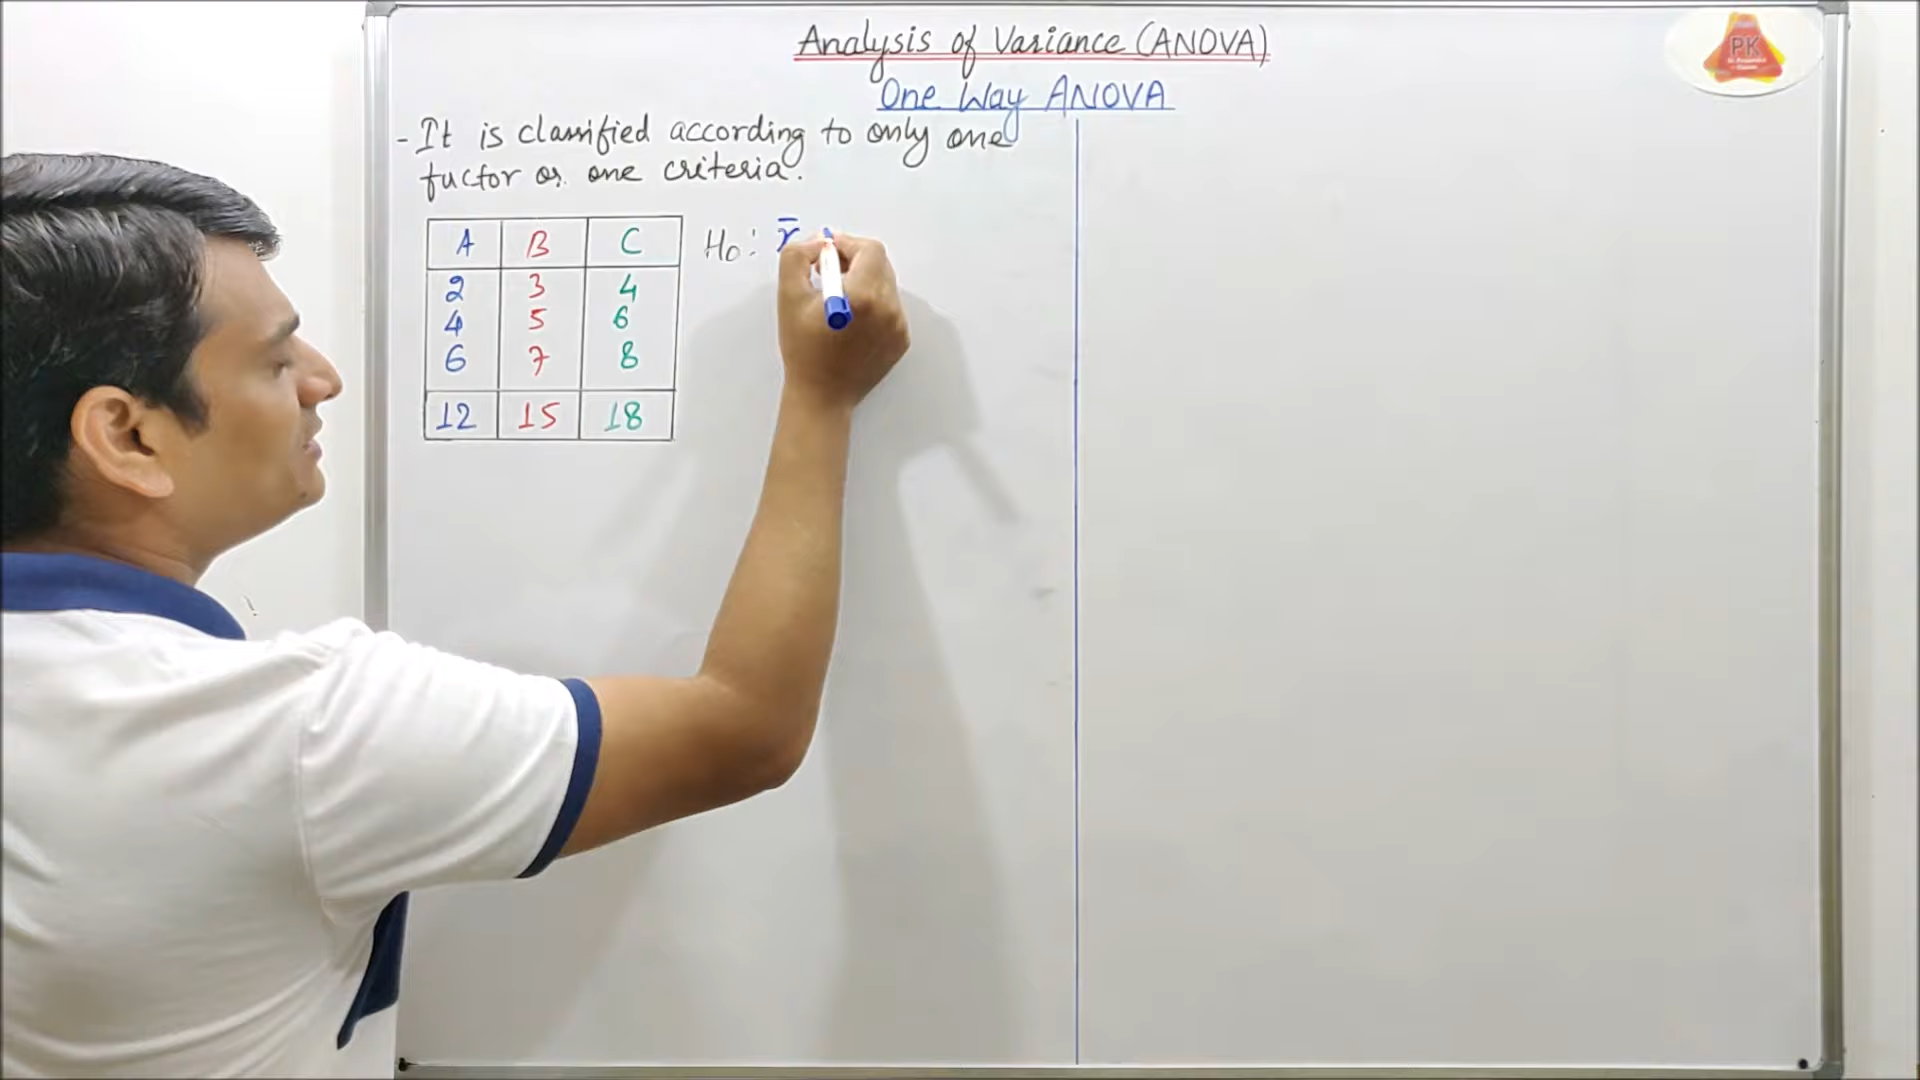 Analysis of Variance (ANOVA)
One Way ANOVA
- It is classified according to only one
factor or one criteria.
A B C
2 3 4
4 5 6
6 7 8
12 15 18
H0:
PK